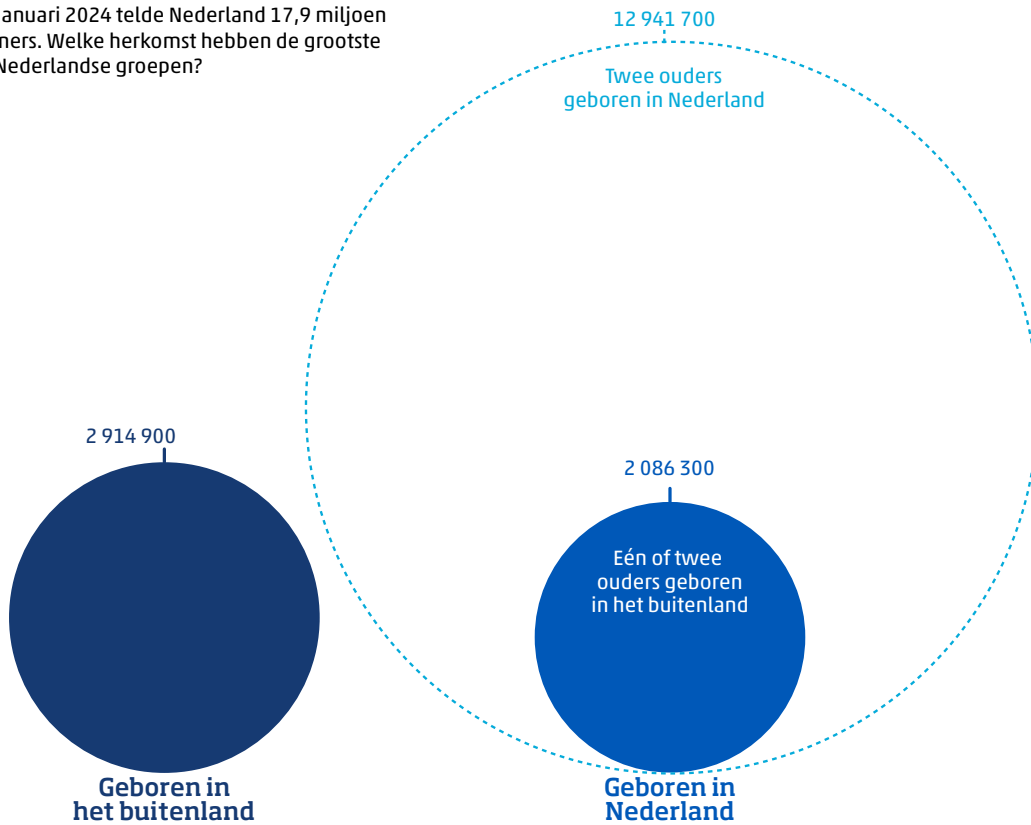 anuari 2024 telde Nederland 17,9 miljoen
ners. Welke herkomst hebben de grootste
Nederlandse groepen?
12 941 700
Twee ouders
geboren in Nederland
2 914 900
2 086 300
Eén of twee
ouders geboren
in het buitenland
Geboren in
het buitenland
Geboren in
Nederland